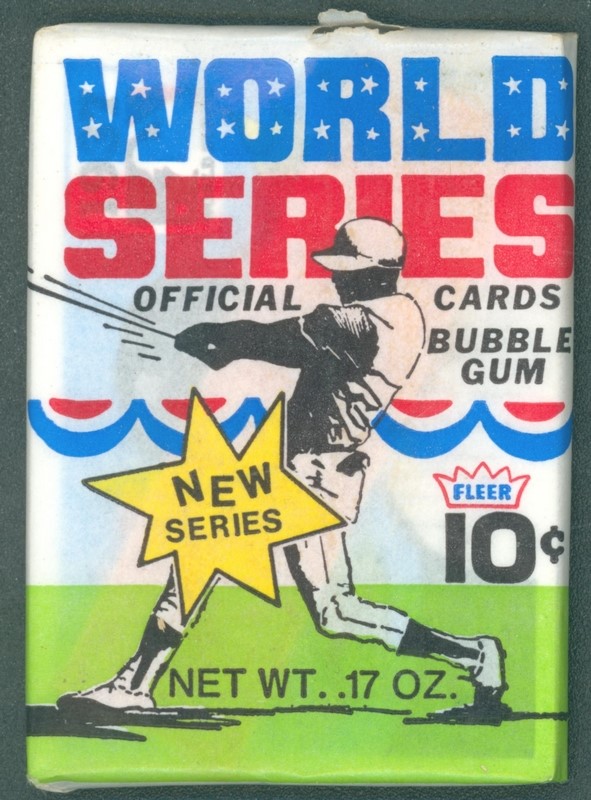 WORLD
SERIES
OFFICIAL CARDS
BUBBLE
GUM
NEW
SERIES
FLEER
10¢
NET WT. .17 OZ.